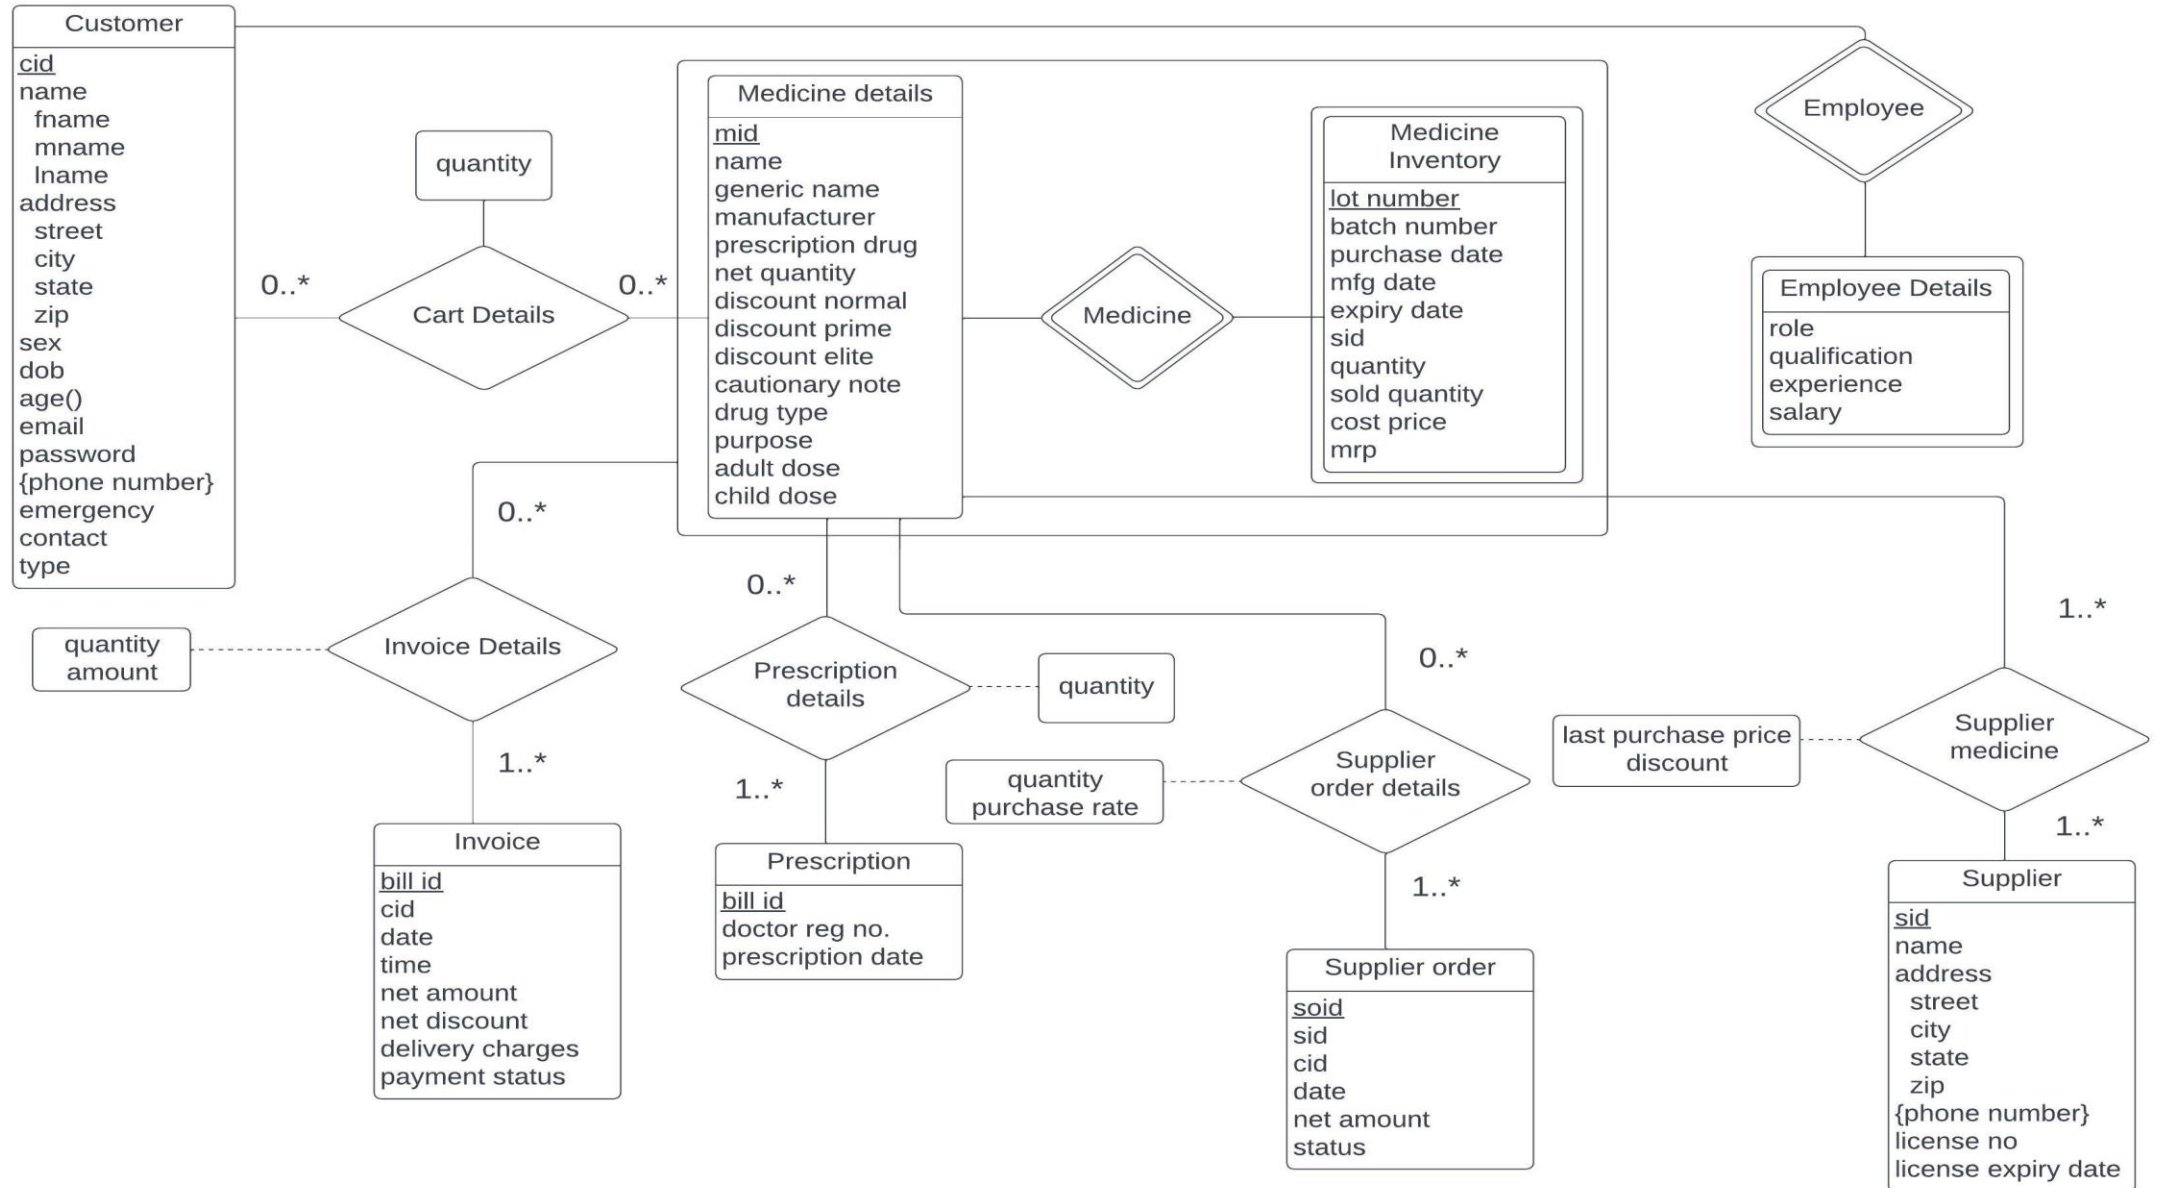 Customer
cid
name
fname
mname
lname
address
street
city
state
zip
sex
dob
age()
email
password
{phone number}
emergency
contact
type
quantity
0..*
Cart Details
0..*
Medicine details
mid
name
generic name
manufacturer
prescription drug
net quantity
discount normal
discount prime
discount elite
cautionary note
drug type
purpose
adult dose
child dose
Medicine
Medicine
Inventory
lot number
batch number
purchase date
mfg date
expiry date
sid
quantity
sold quantity
cost price
mrp
Employee
Employee Details
role
qualification
experience
salary
0..*
quantity
amount
Invoice Details
1..*
Invoice
bill id
cid
date
time
net amount
net discount
delivery charges
payment status
0..*
Prescription
details
quantity
1..*
Prescription
bill id
doctor reg no.
prescription date
0..*
quantity
purchase rate
Supplier
order details
1..*
Supplier order
soid
sid
cid
date
net amount
status
1..*
last purchase price
discount
Supplier
medicine
1..*
Supplier
sid
name
address
street
city
state
zip
{phone number}
license no
license expiry date